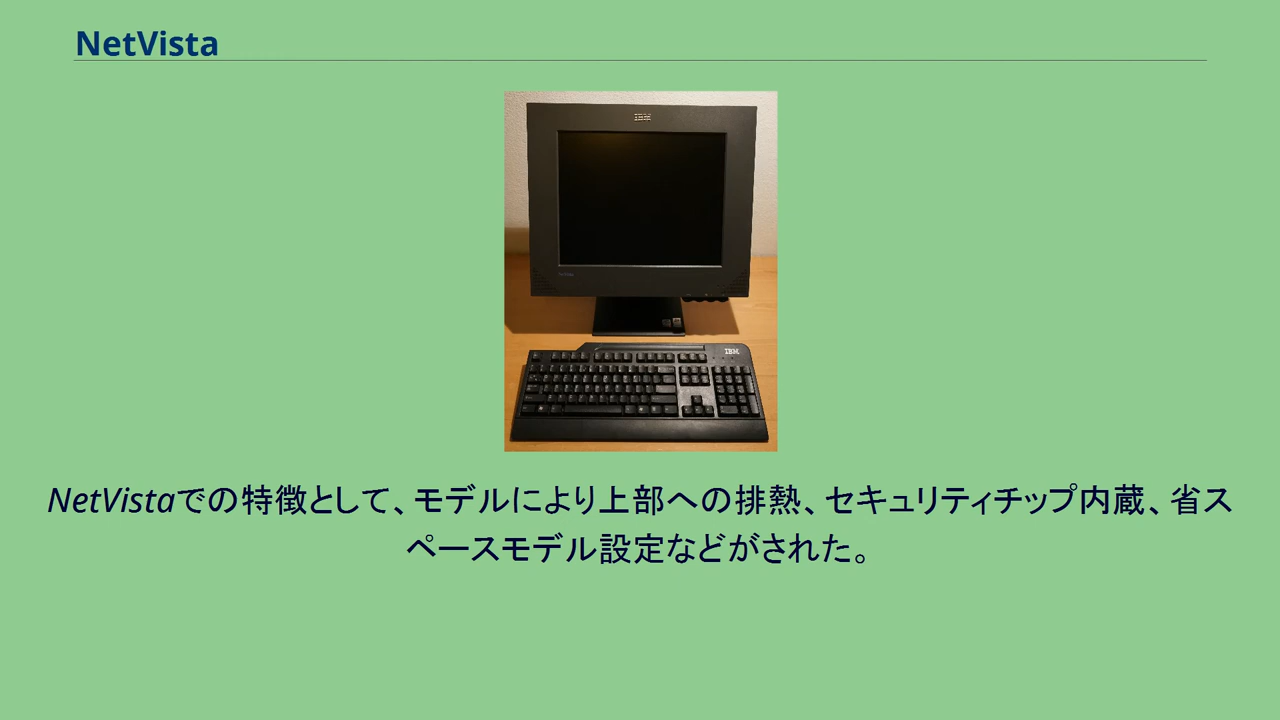 NetVista
IBM
IBM
NetVistaでの特徴として、モデルにより上部への排熱、セキュリティチップ内蔵、省ス
ペースモデル設定などがされた。